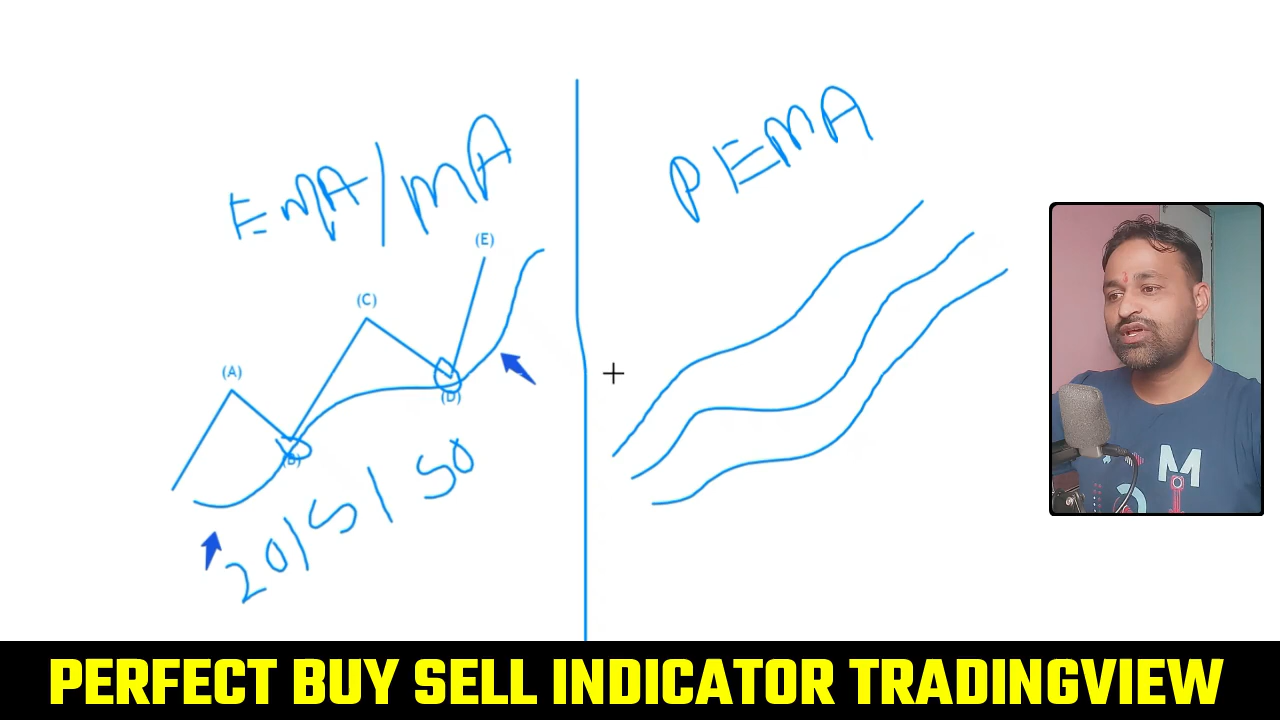 EMA/MA
PEMA
(E)
(C)
(A)
(D)
(B)
20/5/50
M
PERFECT BUY SELL INDICATOR TRADINGVIEW